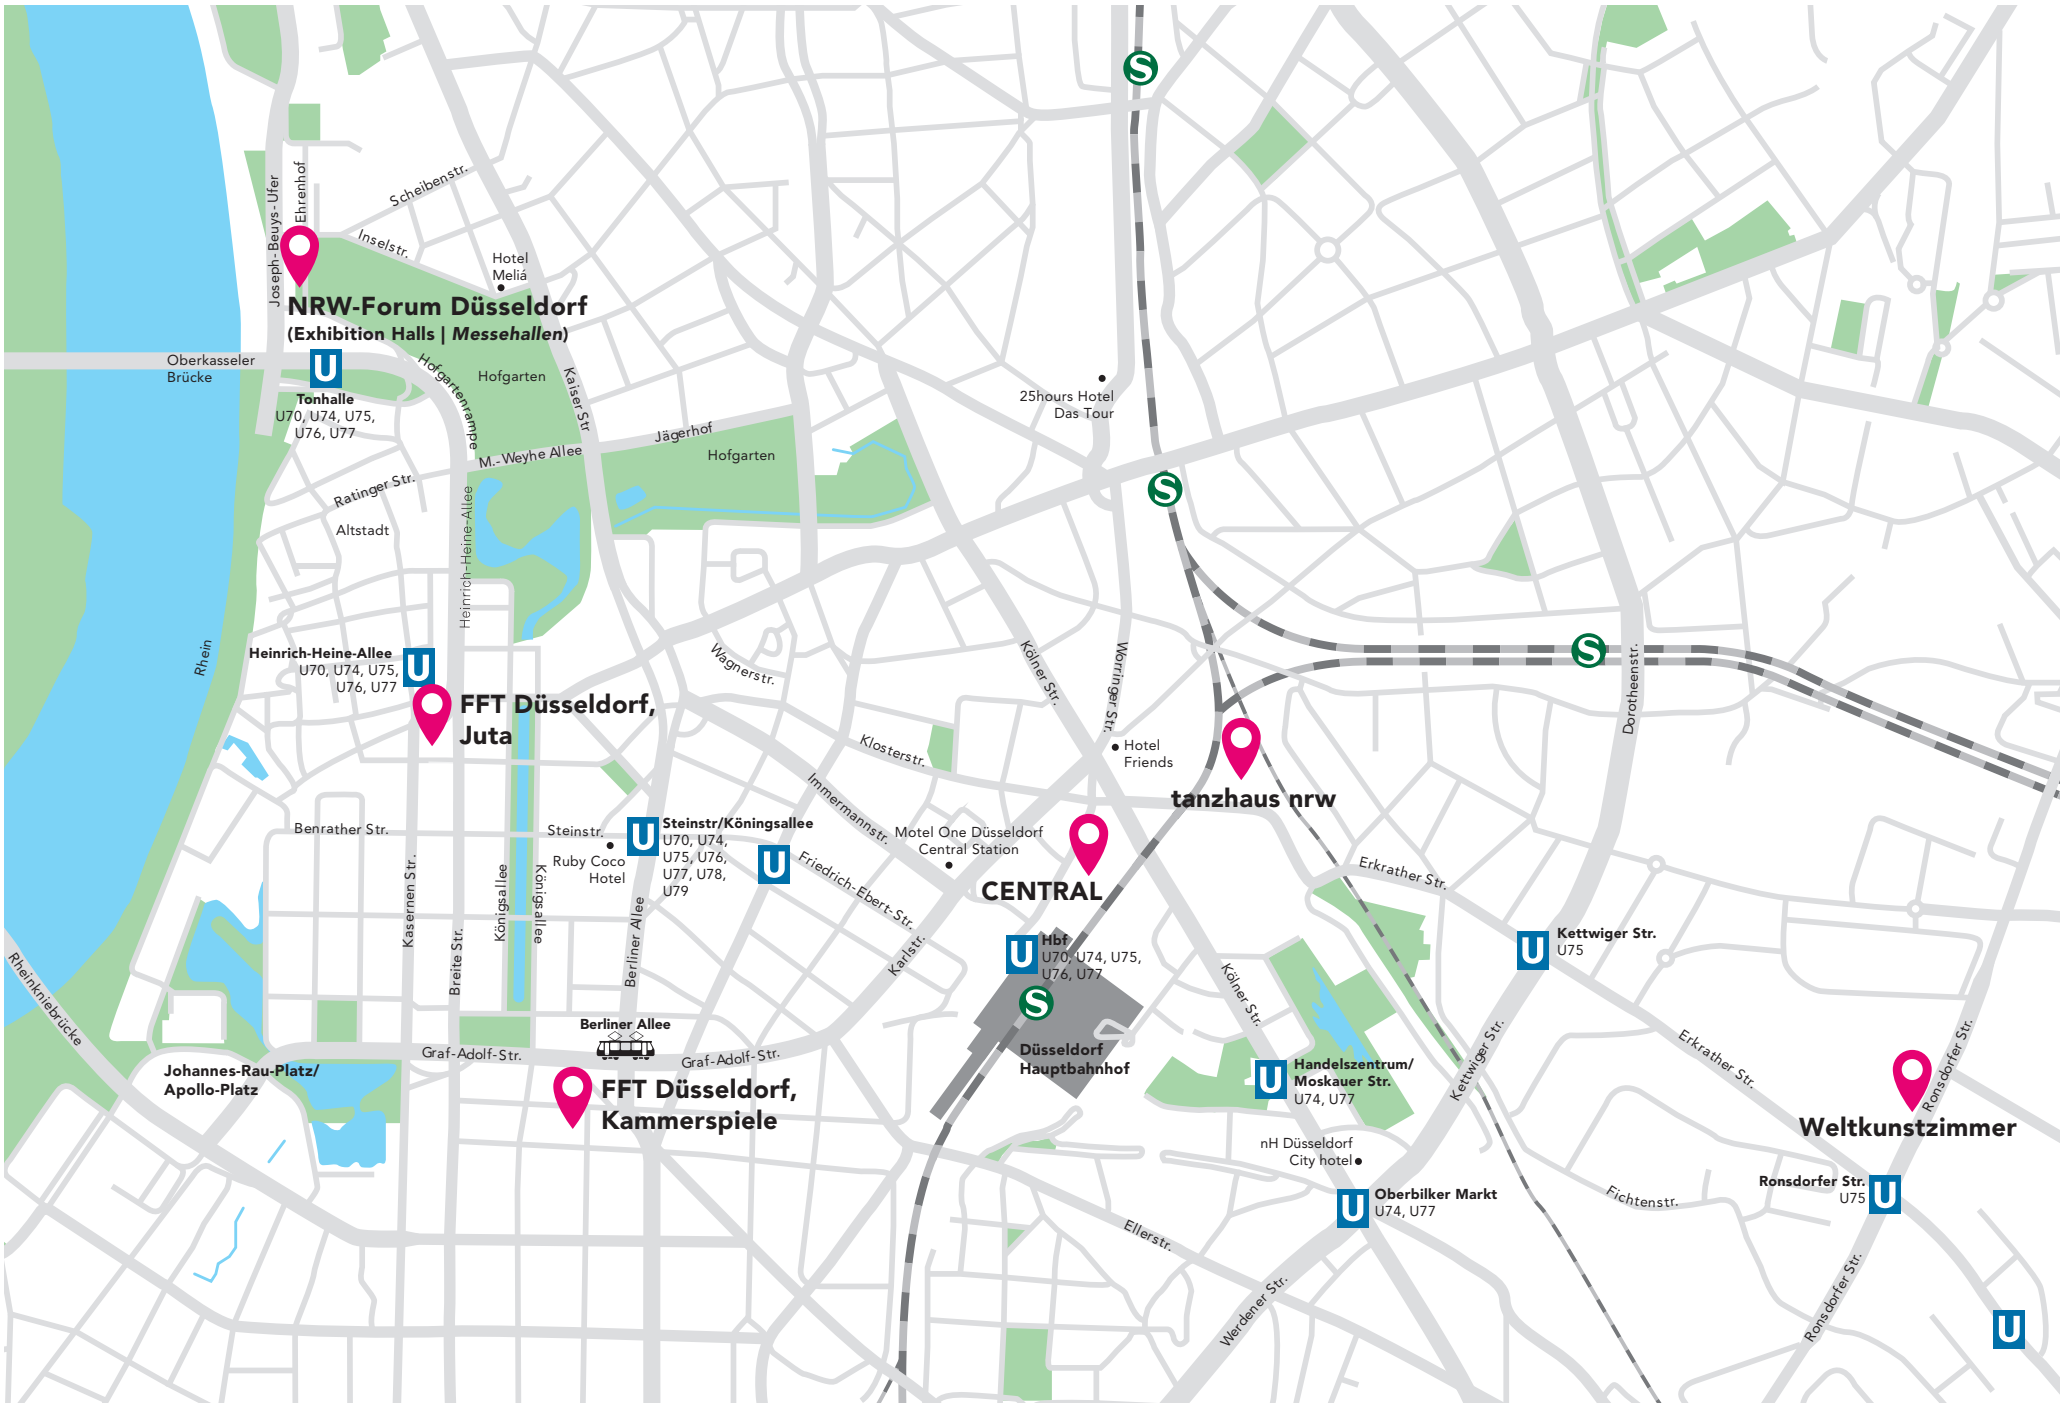 S
Joseph-Beuys-Ufer
Ehrenhof
Scheibenstr.
Inselstr.
Hotel
Meliá
NRW-Forum Düsseldorf
(Exhibition Halls | Messehallen)
Oberkasseler
Brücke
U
Tonhalle
U70, U74, U75,
U76, U77
Hofgartenrampe
Hofgarten
Kaiser Str
25hours Hotel
Das Tour
Jägerhof
Hofgarten
M.-Weyhe Allee
S
Ratinger Str.
Altstadt
Heinrich-Heine-Allee
Rhein
Heinrich-Heine-Allee
U70, U74, U75,
U76, U77
U
FFT Düsseldorf,
Juta
Wagnerstr.
Kölner Str.
Worringer Str.
S
Dorotheenstr.
Klosterstr.
Hotel
Friends
tanzhaus nrw
Immermannstr.
Benrather Str.
Steinstr.
Ruby Coco
Hotel
U
Steinstr/Köningsallee
U70, U74,
U75, U76,
U77, U78,
U79
U
Friedrich-Ebert-Str.
Motel One Düsseldorf
Central Station
CENTRAL
Erkrather Str.
Kasernen Str.
Breite Str.
Königsallee
Königsallee
Berliner Allee
Karlstr.
U
Hbf
U70, U74, U75,
U76, U77
S
Düsseldorf
Hauptbahnhof
Kölner Str.
U
Kettwiger Str.
U75
Rheinkniebrücke
Johannes-Rau-Platz/
Apollo-Platz
Graf-Adolf-Str.
Berliner Allee
Graf-Adolf-Str.
FFT Düsseldorf,
Kammerspiele
U
Handelszentrum/
Moskauer Str.
U74, U77
Kettwiger Str.
Erkrather Str.
Ronsdorfer Str.
Weltkunstzimmer
nH Düsseldorf
City hotel
U
Oberbilker Markt
U74, U77
Ronsdorfer Str.
U75
U
Fichtenstr.
Ellerstr.
Werdener Str.
Ronsdorfer Str.
U